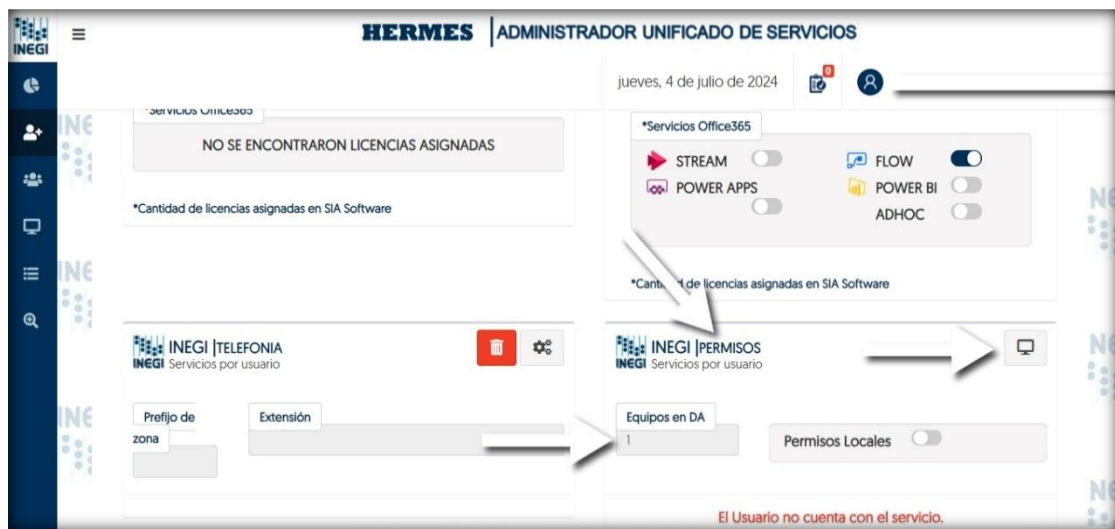 INEGI
HERMES | ADMINISTRADOR UNIFICADO DE SERVICIOS
jueves, 4 de julio de 2024
0
*Servicios Office365
NO SE ENCONTRARON LICENCIAS ASIGNADAS
*Cantidad de licencias asignadas en SIA Software
*Servicios Office365
STREAM
FLOW
POWER APPS
POWER BI
ADHOC
*Cantidad de licencias asignadas en SIA Software
INEGI
INEGI |TELEFONIA
Servicios por usuario
Prefijo de
zona
Extensión
INEGI
INEGI |PERMISOS
Servicios por usuario
Equipos en DA
1
Permisos Locales
El Usuario no cuenta con el servicio.